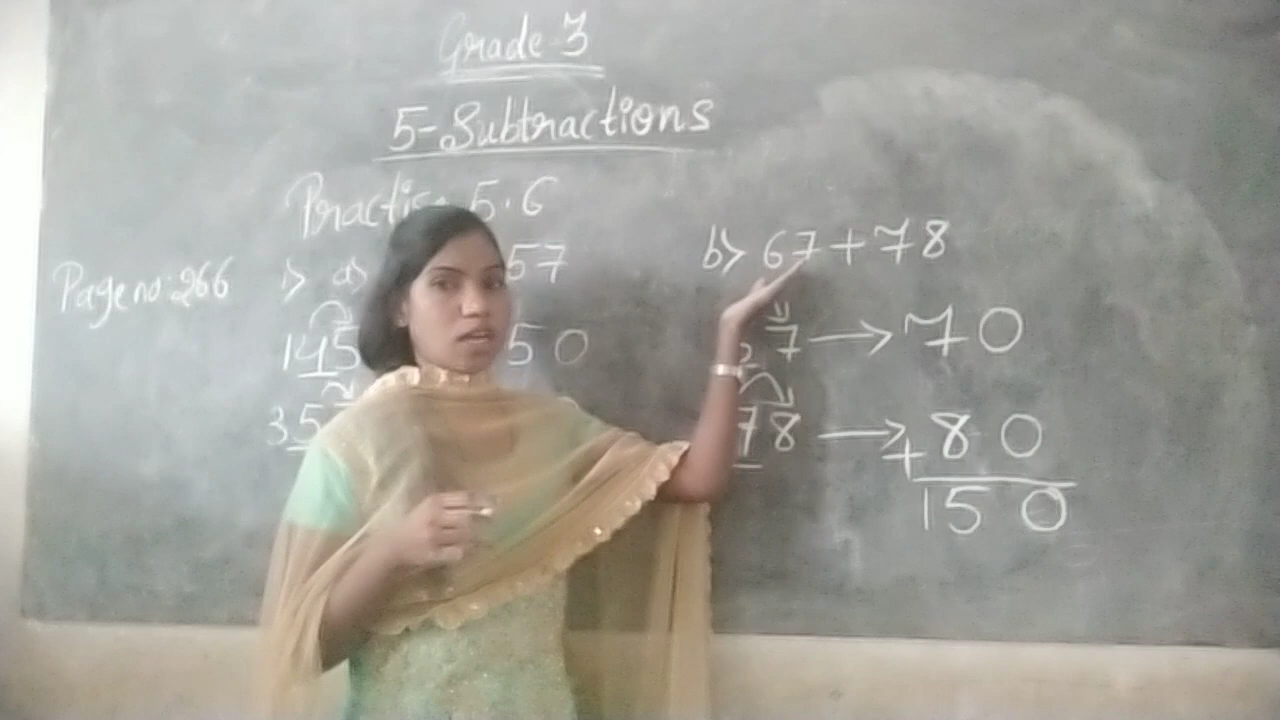 Grade-3
5-Subtractions
5.6
Page no:266 1> a> 57
b> 67+78
145 50
7 → 70
35
78 → +80
150